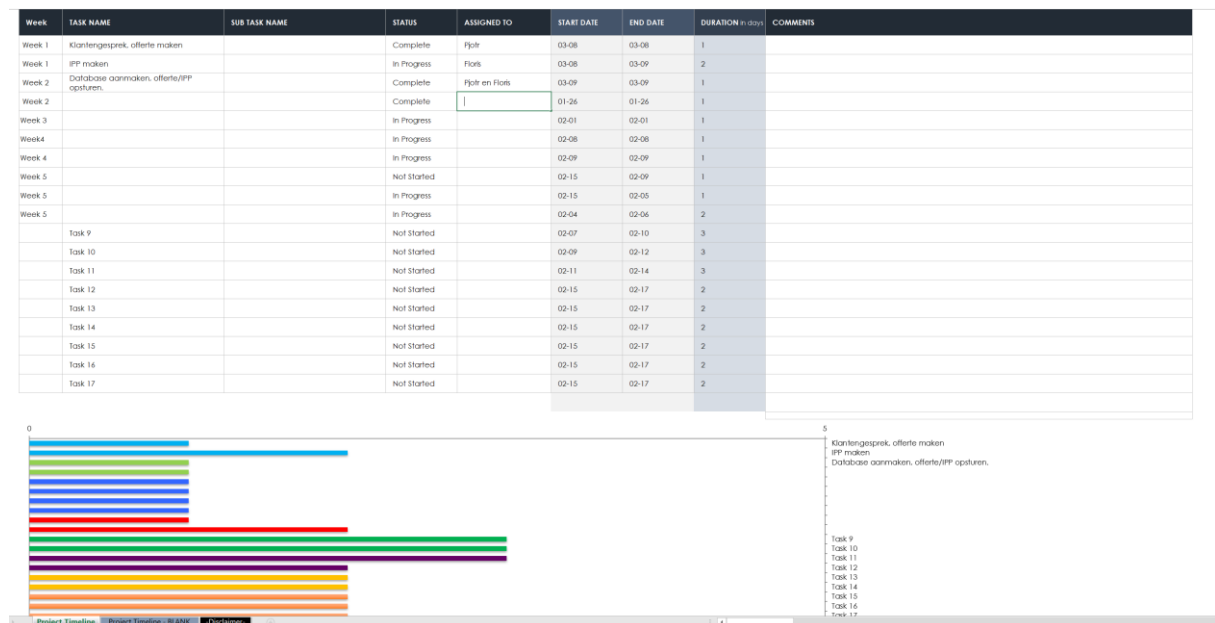 Week TASK NAME SUB TASK NAME STATUS ASSIGNED TO START DATE END DATE DURATION in days COMMENTS
Week 1 Klantengesprek, offerte maken Complete Pjotr 03-08 03-08 1
Week 1 IPP maken In Progress Floris 03-08 03-09 2
Week 2 Database aanmaken, offerte/IPP opsturen. Complete Pjotr en Floris 03-09 03-09 1
Week 2 Complete 01-26 01-26 1
Week 3 In Progress 02-01 02-01 1
Week4 In Progress 02-08 02-08 1
Week 4 In Progress 02-09 02-09 1
Week 5 Not Started 02-15 02-09 1
Week 5 In Progress 02-15 02-05 1
Week 5 In Progress 02-04 02-06 2
Task 9 Not Started 02-07 02-10 3
Task 10 Not Started 02-09 02-12 3
Task 11 Not Started 02-11 02-14 3
Task 12 Not Started 02-15 02-17 2
Task 13 Not Started 02-15 02-17 2
Task 14 Not Started 02-15 02-17 2
Task 15 Not Started 02-15 02-17 2
Task 16 Not Started 02-15 02-17 2
Task 17 Not Started 02-15 02-17 2
0 5
Klantengesprek, offerte maken
IPP maken
Database aanmaken, offerte/IPP opsturen.
Task 9
Task 10
Task 11
Task 12
Task 13
Task 14
Task 15
Task 16
Task 17
Project Timeline Project Timeline - BLANK -Disclaimer-